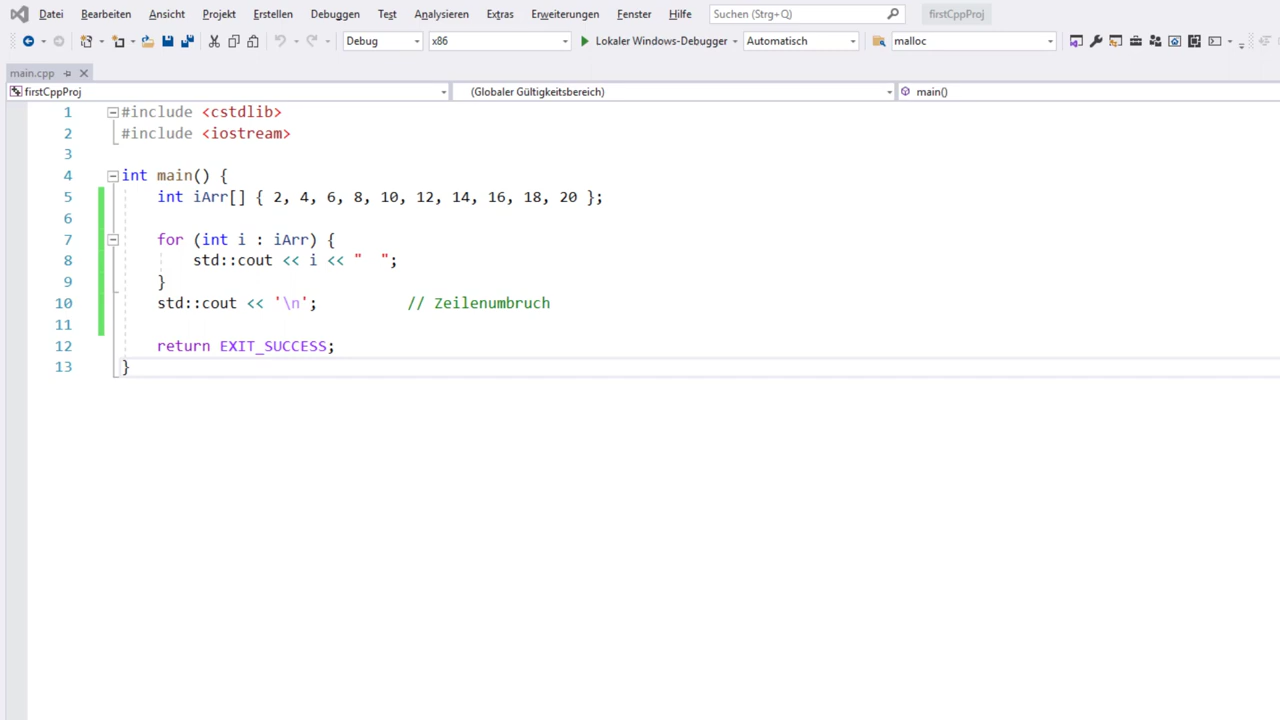 Datei Bearbeiten Ansicht Projekt Erstellen Debuggen Test Analysieren Extras Erweiterungen Fenster Hilfe Suchen (Strg+Q) firstCppProj
Debug x86 Lokaler Windows-Debugger Automatisch malloc
main.cpp
firstCppProj (Globaler Gültigkeitsbereich) main()
1 #include <cstdlib>
2 #include <iostream>
3
4 int main() {
5 int iArr[] { 2, 4, 6, 8, 10, 12, 14, 16, 18, 20 };
6
7 for (int i : iArr) {
8 std::cout << i << "  ";
9 }
10 std::cout << '\n'; // Zeilenumbruch
11
12 return EXIT_SUCCESS;
13 }